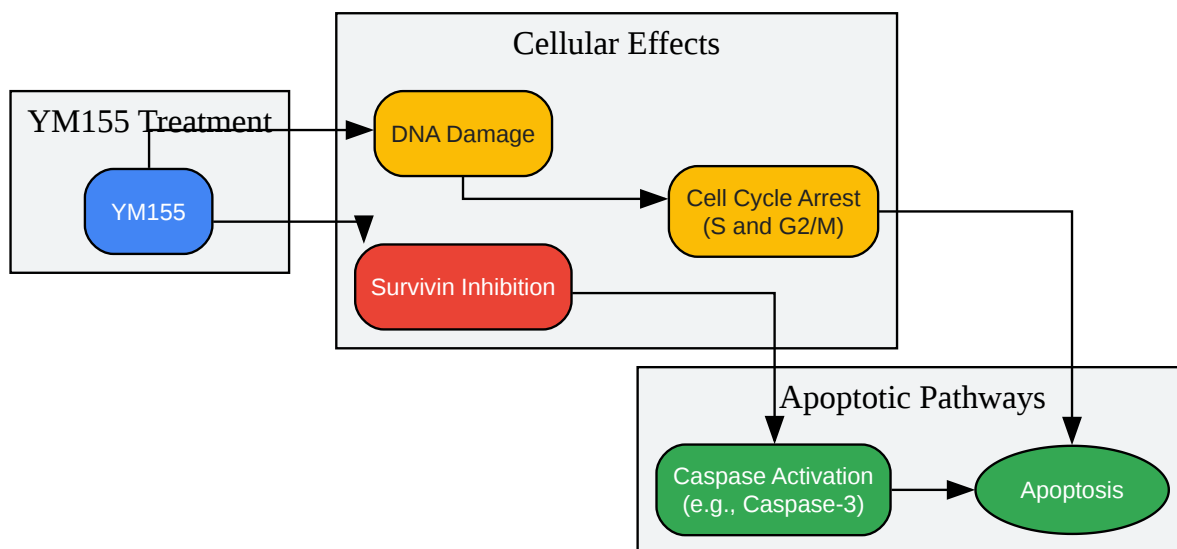 Cellular Effects
YM155 Treatment
DNA Damage
YM155
Cell Cycle Arrest
(S and G2/M)
Survivin Inhibition
Apoptotic Pathways
Caspase Activation
(e.g., Caspase-3)
Apoptosis